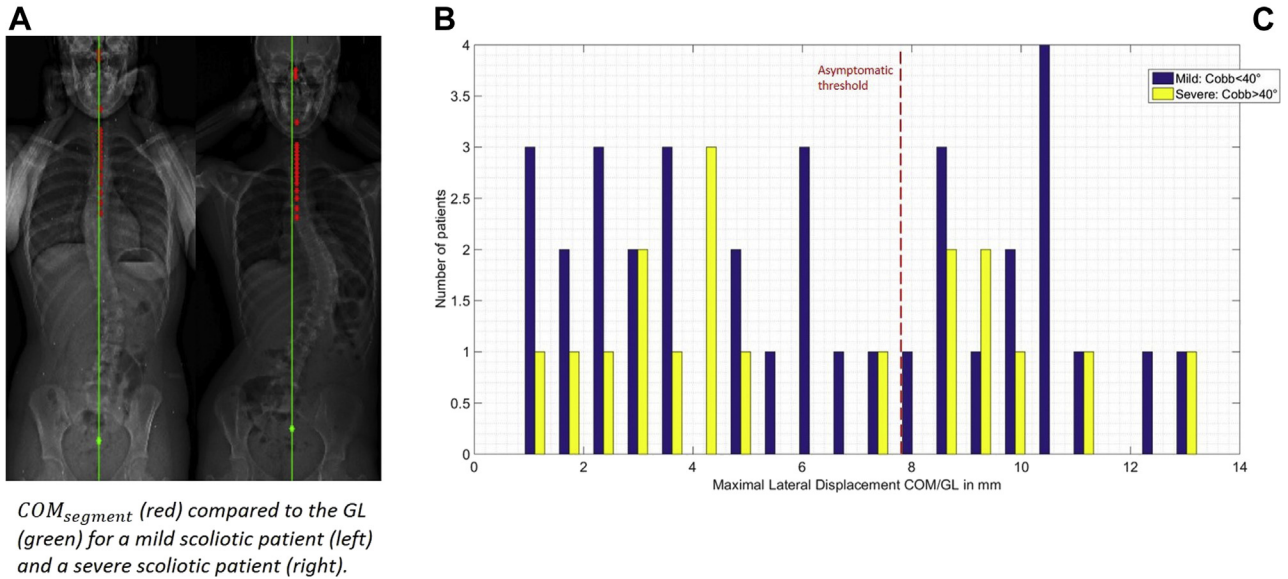 A
B
C
COMsegment (red) compared to the GL
(green) for a mild scoliotic patient (left)
and a severe scoliotic patient (right).
Number of patients
4
3.5
3
2.5
2
1.5
1
0.5
0
Asymptomatic
threshold
Mild: Cobb<40°
Severe: Cobb>40°
0 2 4 6 8 10 12 14
Maximal Lateral Displacement COM/GL in mm